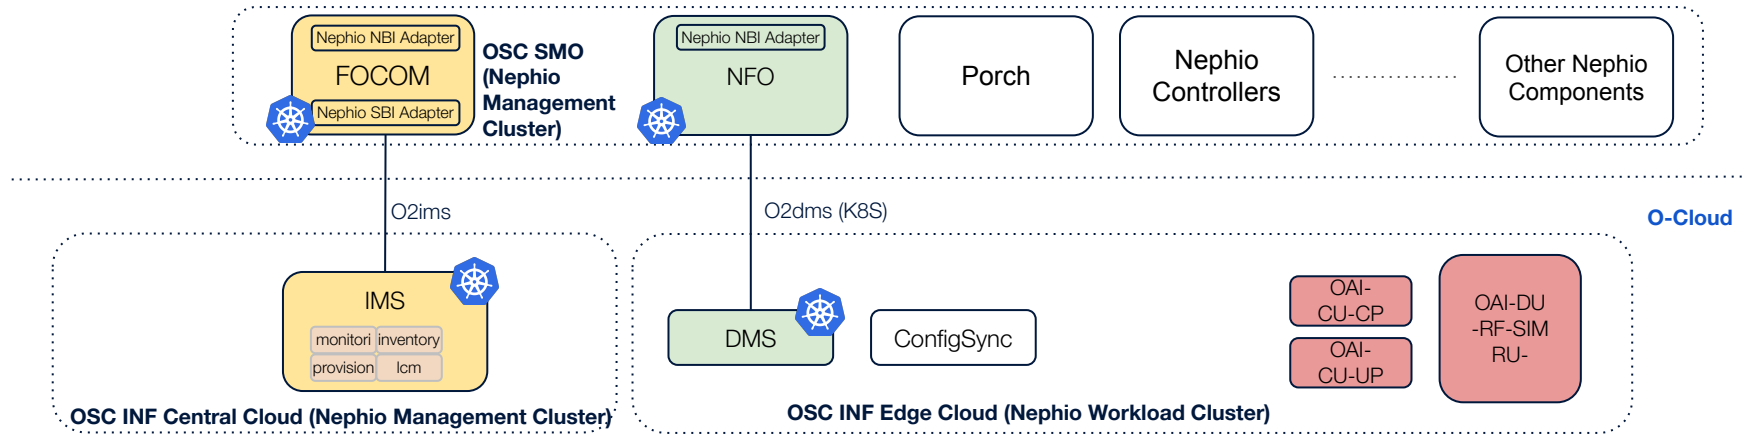 Nephio NBI Adapter
FOCOM
Nephio SBI Adapter
OSC SMO
(Nephio
Management
Cluster)
Nephio NBI Adapter
NFO
Porch
Nephio
Controllers
Other Nephio
Components
O2ims
O2dms (K8S)
O-Cloud
IMS
monitori
inventory
provision
lcm
OSC INF Central Cloud (Nephio Management Cluster)
DMS
ConfigSync
OAI-
CU-CP
OAI-
CU-UP
OAI-DU
-RF-SIM
RU-
OSC INF Edge Cloud (Nephio Workload Cluster)